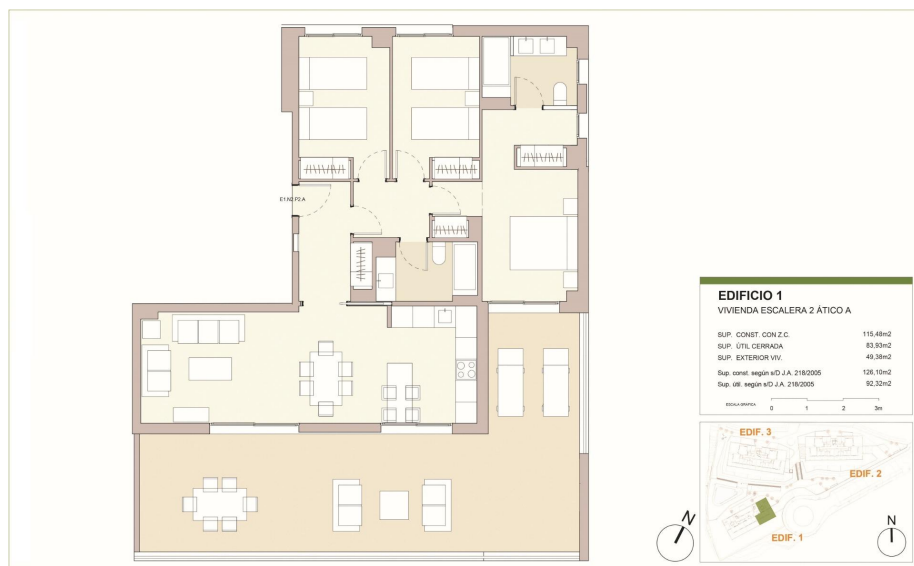 E1.N2.P2.A
EDIFICIO 1
VIVIENDA ESCALERA 2 ÁTICO A
SUP. CONST. CON Z.C. 115,48m2
SUP. ÚTIL CERRADA 83,93m2
SUP. EXTERIOR VIV. 49,38m2
Sup. const. según s/D J.A. 218/2005 126,10m2
Sup. útil. según s/D J.A. 218/2005 92,32m2
ESCALA GRÁFICA 0 1 2 3m
EDIF. 3
EDIF. 2
EDIF. 1
N
N